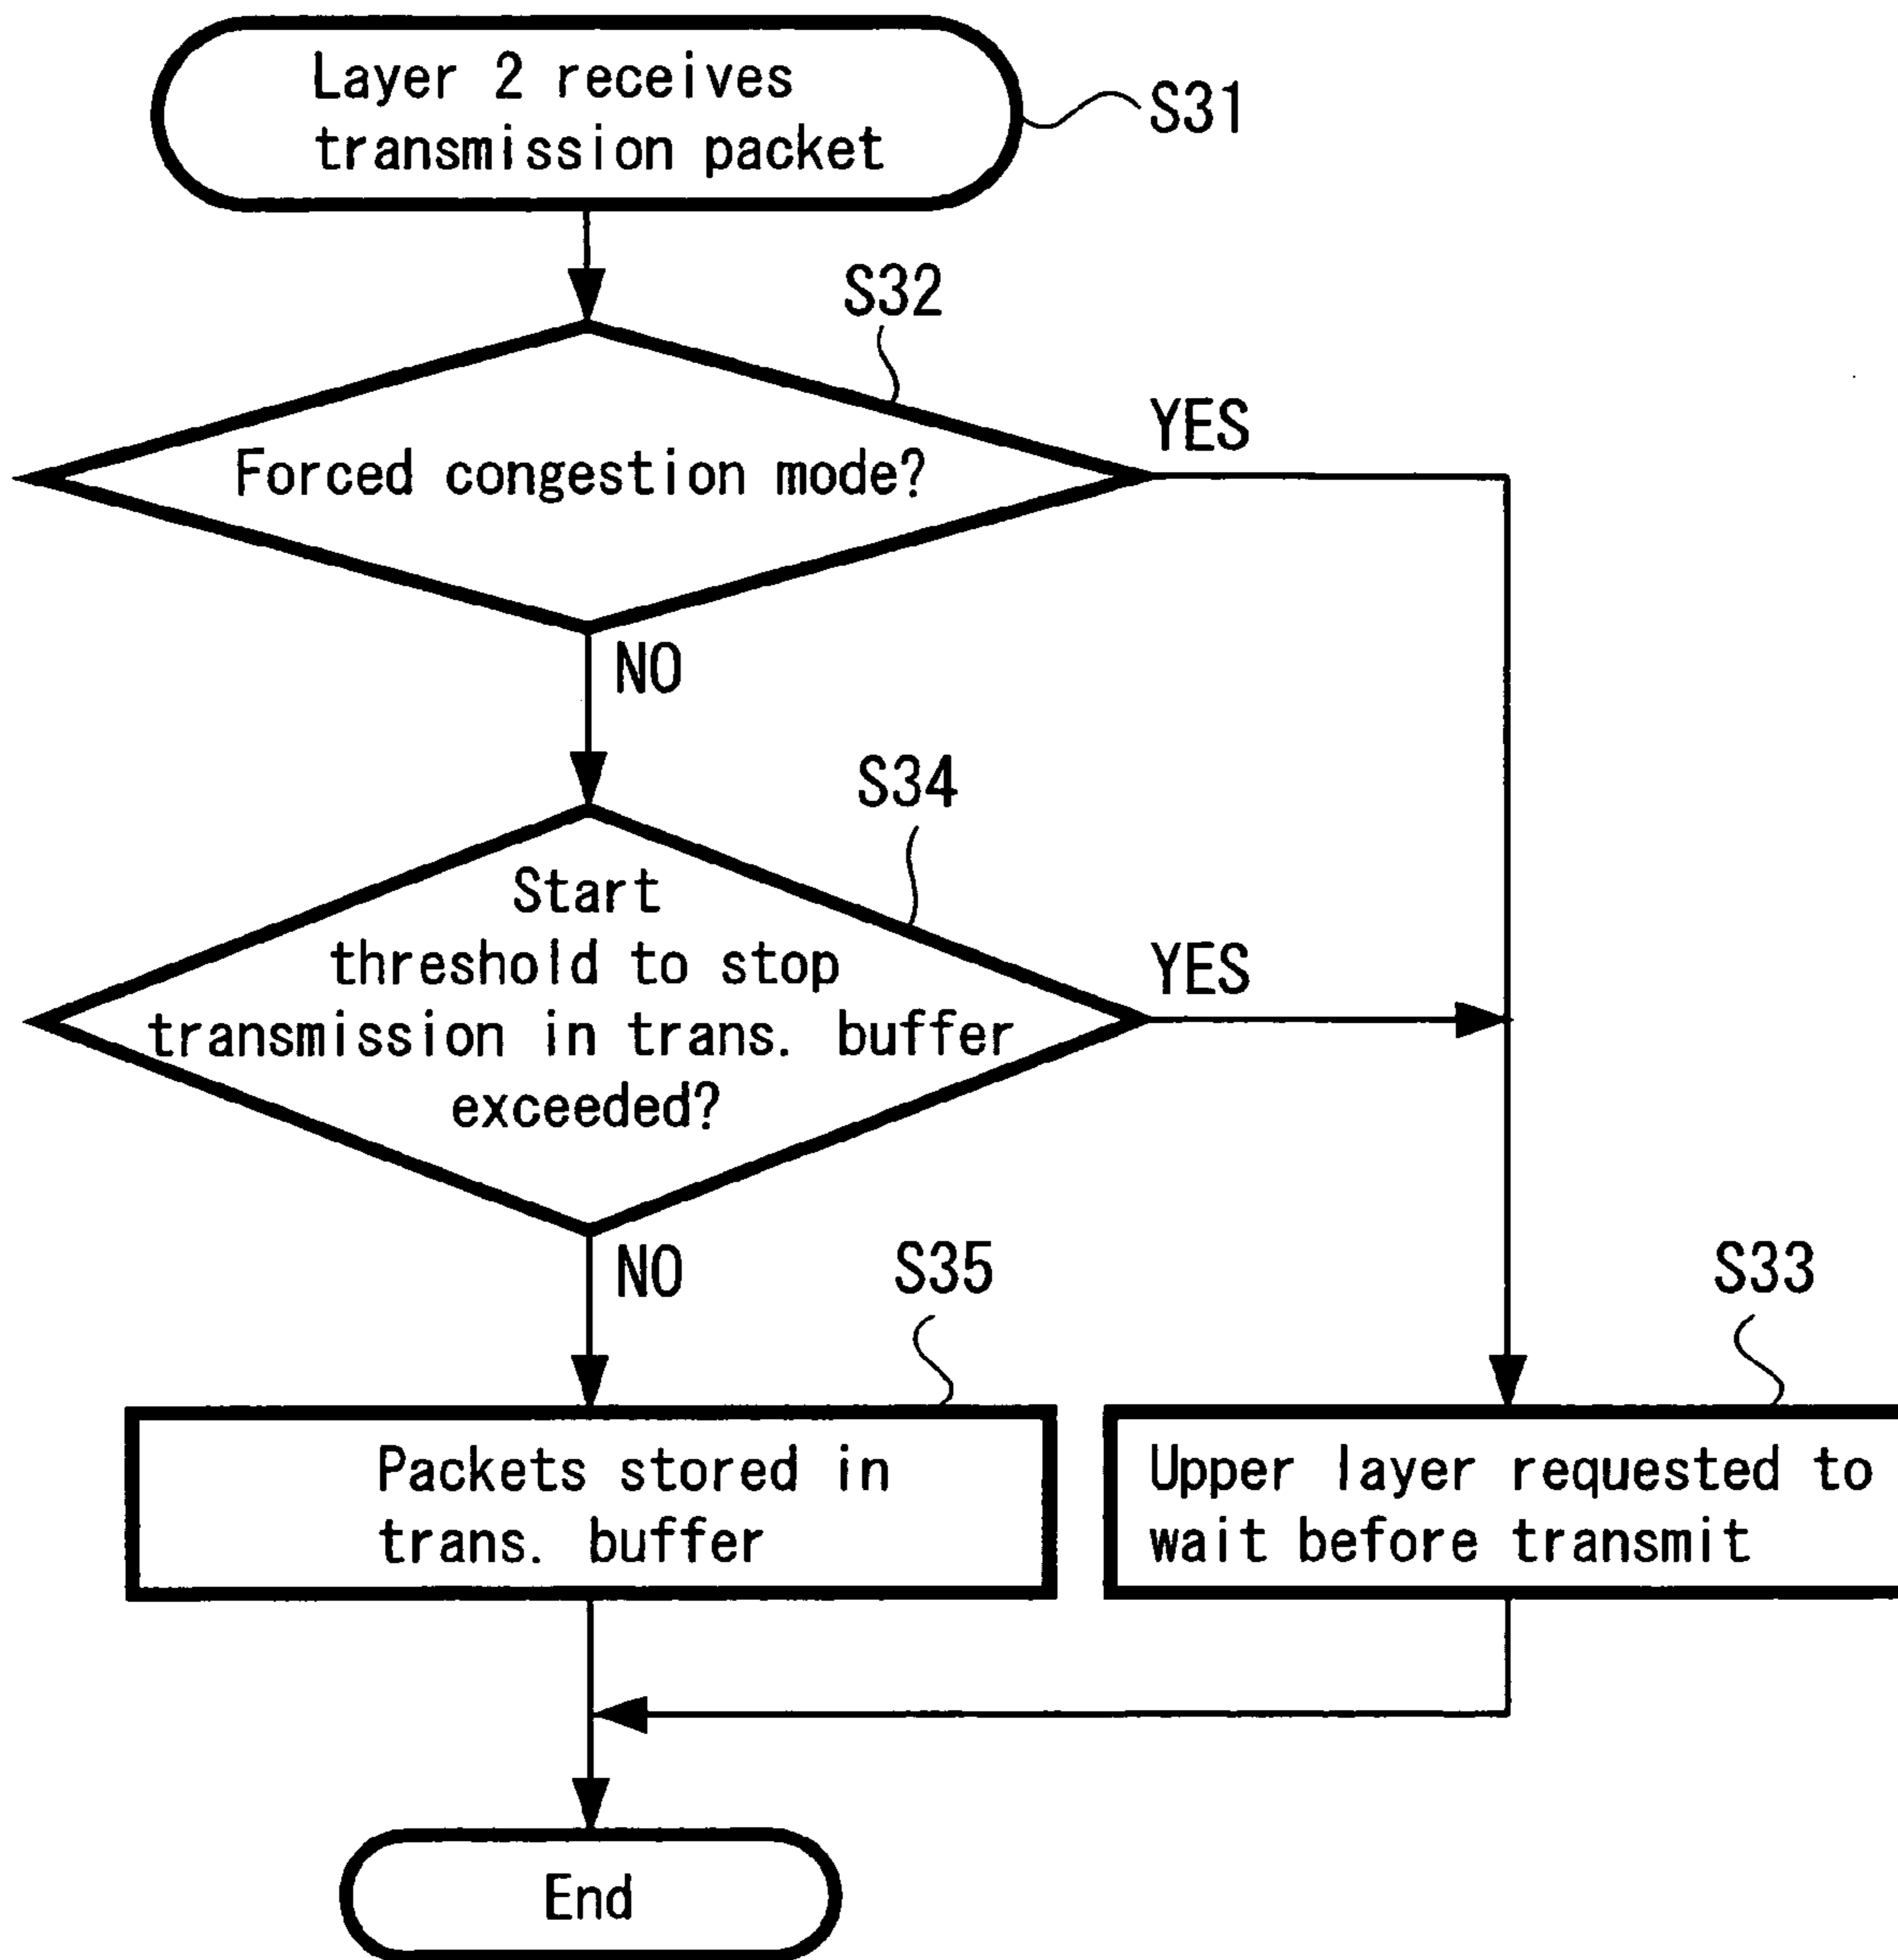 Layer 2 receives
transmission packet
S31
S32
Forced congestion mode?
YES
NO
S34
Start
threshold to stop
transmission in trans. buffer
exceeded?
YES
NO
S35
S33
Packets stored in
trans. buffer
Upper layer requested to
wait before transmit
End